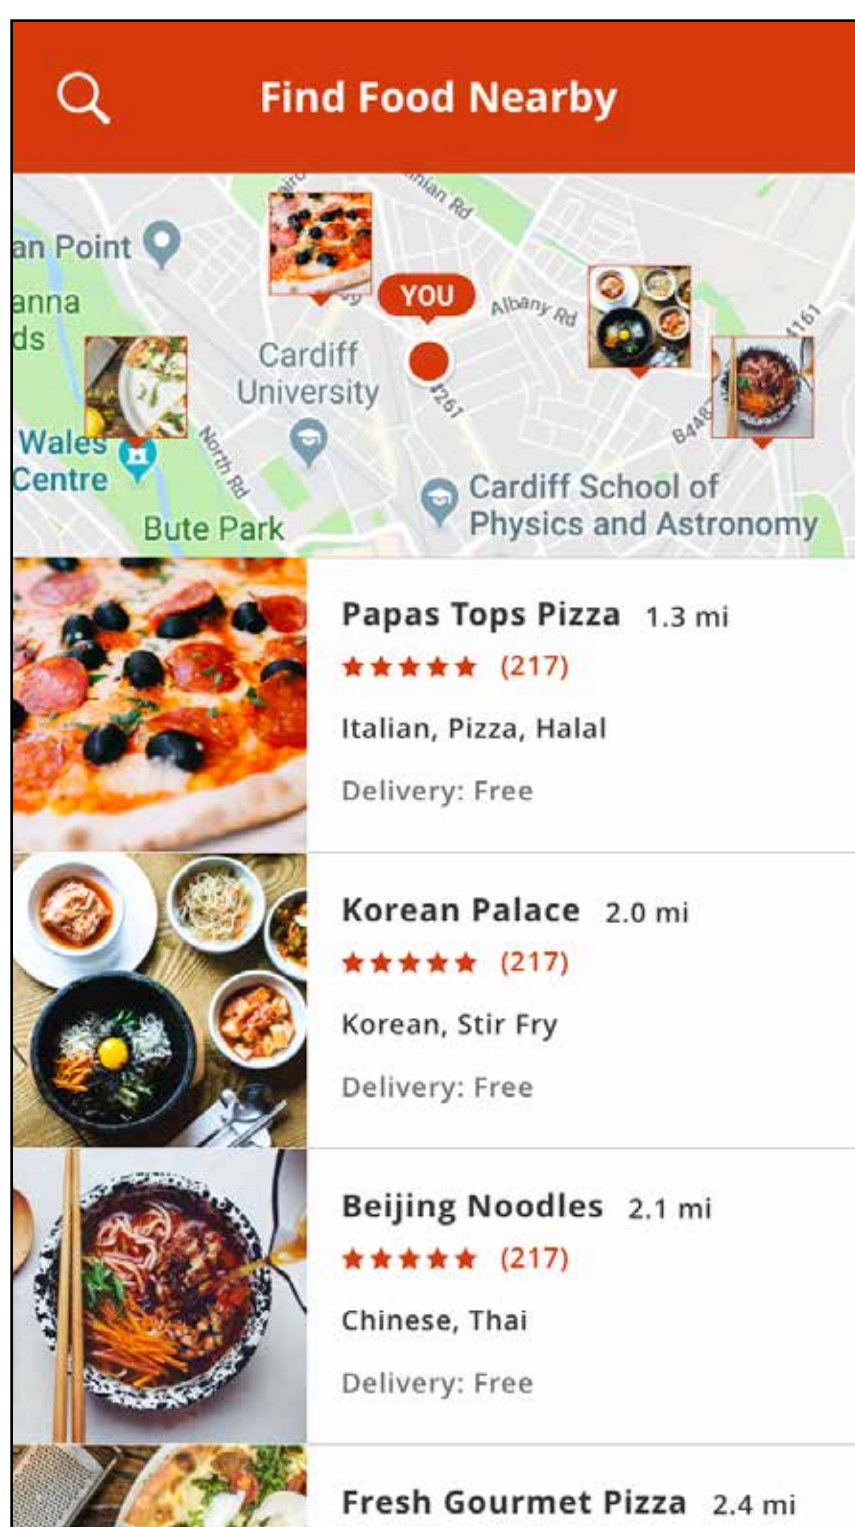 Find Food Nearby
an Point
YOU
Albany Rd
anna
ds
Cardiff
University
A4161
Wales
Centre
North Rd
Cardiff School of
Physics and Astronomy
Bute Park
Papas Tops Pizza 1.3 mi
(217)
Italian, Pizza, Halal
Delivery: Free
Korean Palace 2.0 mi
(217)
Korean, Stir Fry
Delivery: Free
Beijing Noodles 2.1 mi
(217)
Chinese, Thai
Delivery: Free
Fresh Gourmet Pizza 2.4 mi